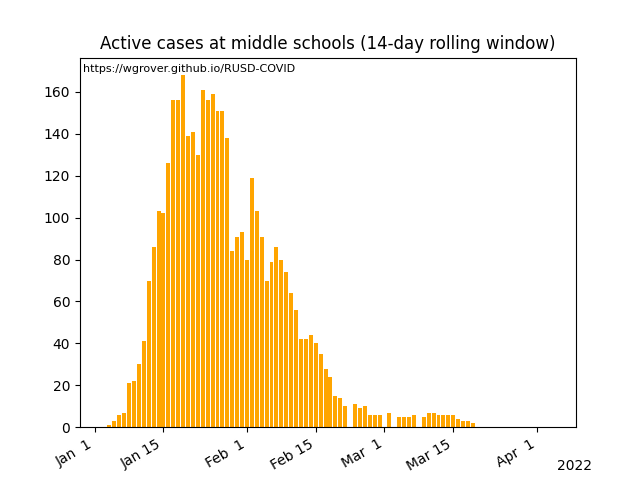 Active cases at middle schools (14-day rolling window)
https://wgrover.github.io/RUSD-COVID
160
140
120
100
80
60
40
20
0
Jan 1
Jan 15
Feb 1
Feb 15
Mar 1
Mar 15
Apr 1
2022